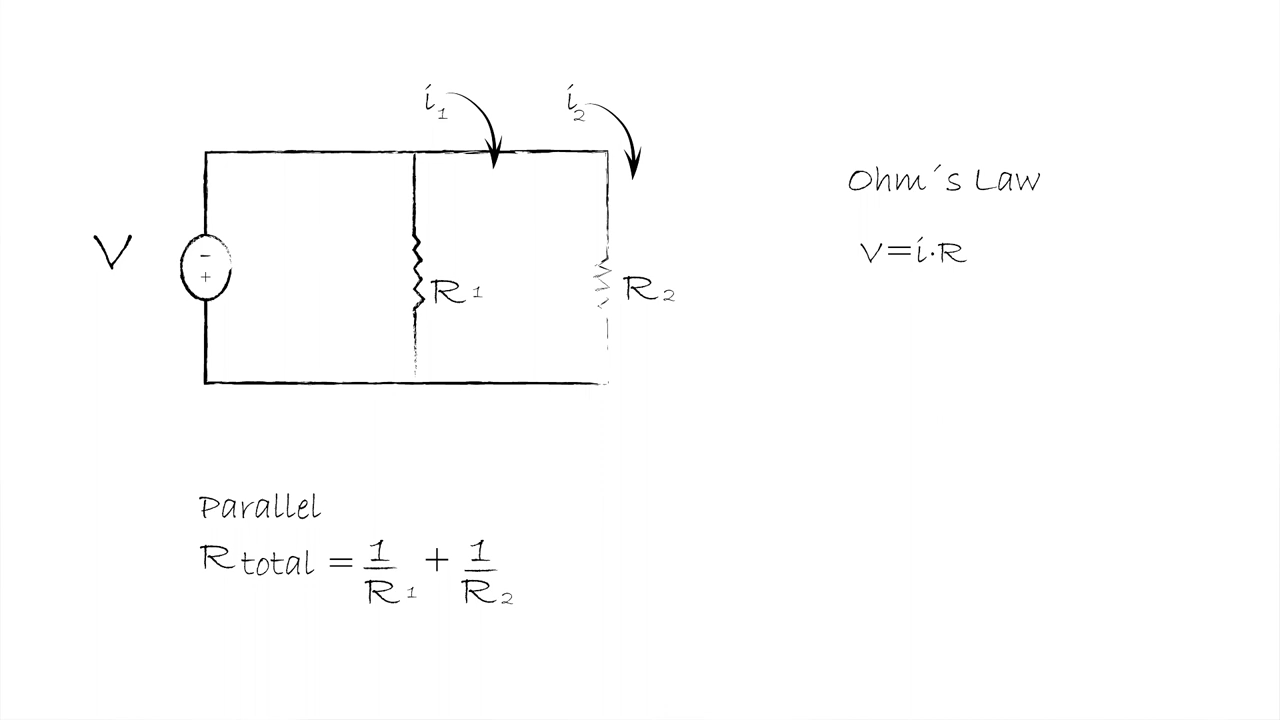 i1 i2
Ohm´s Law
V
-
+
v=i·R
R1 R2
Parallel
Rtotal = 1/R1 + 1/R2